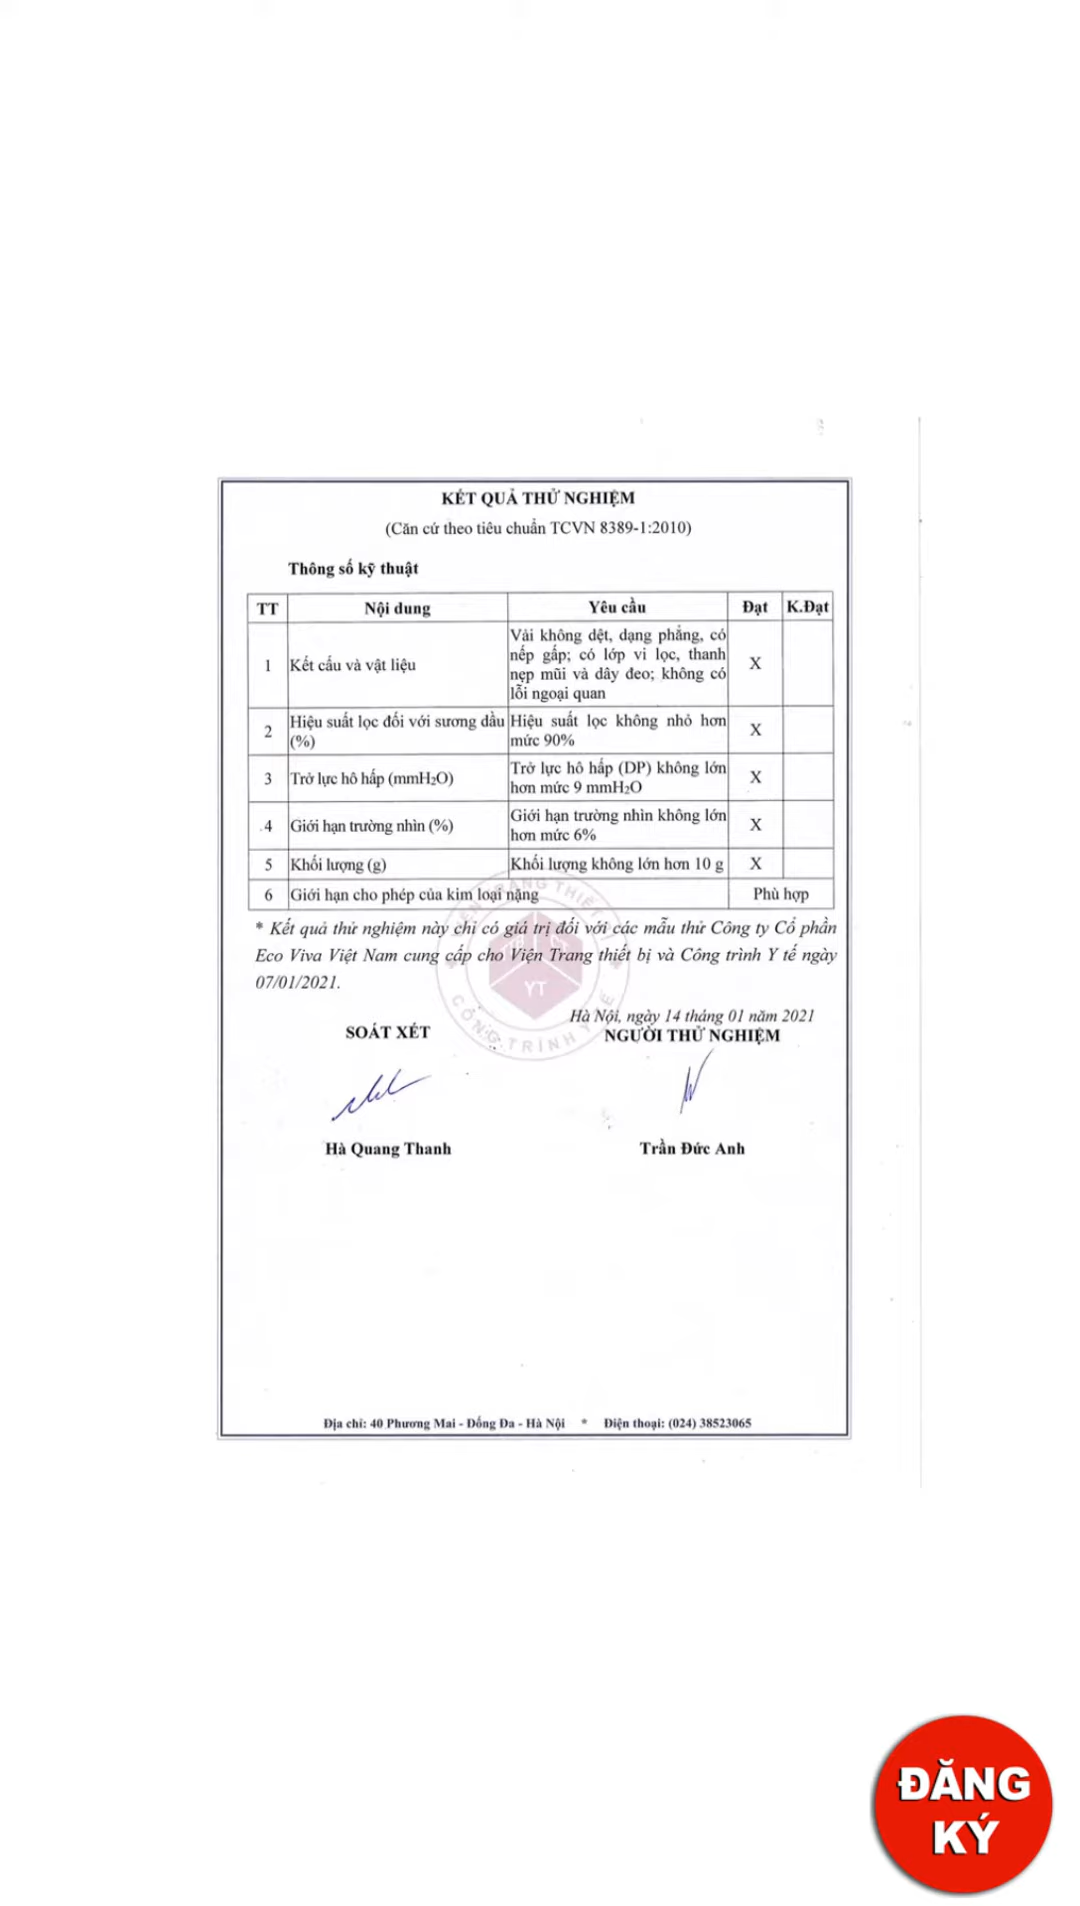 KẾT QUẢ THỬ NGHIỆM
(Căn cứ theo tiêu chuẩn TCVN 8389-1:2010)
Thông số kỹ thuật
TT Nội dung Yêu cầu Đạt K.Đạt
1 Kết cấu và vật liệu Vải không dệt, dạng phẳng, có
nếp gấp; có lớp vi lọc, thanh
nẹp mũi và dây đeo; không có
lỗi ngoại quan X
2 Hiệu suất lọc đối với sương dầu
(%) Hiệu suất lọc không nhỏ hơn
mức 90% X
3 Trở lực hô hấp (mmH₂O) Trở lực hô hấp (DP) không lớn
hơn mức 9 mmH₂O X
4 Giới hạn trường nhìn (%) Giới hạn trường nhìn không lớn
hơn mức 6% X
5 Khối lượng (g) Khối lượng không lớn hơn 10 g X
6 Giới hạn cho phép của kim loại nặng Phù hợp
* Kết quả thử nghiệm này chỉ có giá trị đối với các mẫu thử Công ty Cổ phần
Eco Viva Việt Nam cung cấp cho Viện Trang thiết bị và Công trình Y tế ngày
07/01/2021.
Hà Nội, ngày 14 tháng 01 năm 2021
SOÁT XÉT NGƯỜI THỬ NGHIỆM
Hà Quang Thanh Trần Đức Anh
Địa chỉ: 40 Phương Mai - Đống Đa - Hà Nội * Điện thoại: (024) 38523065
ĐĂNG
KÝ